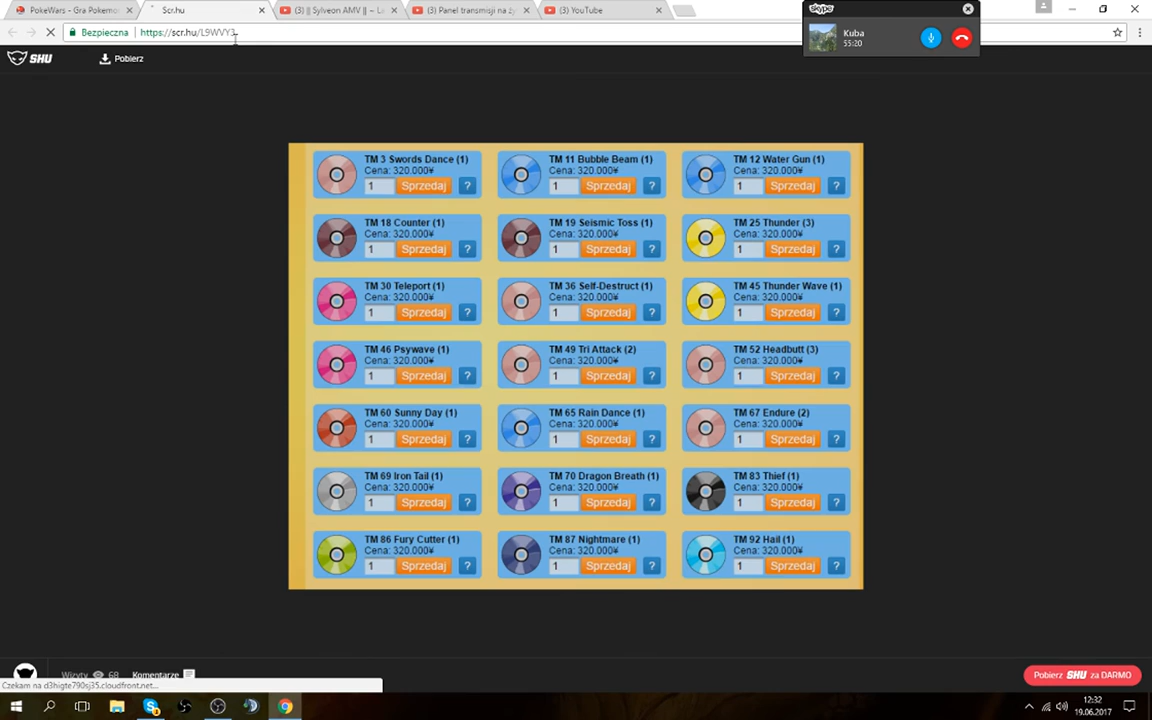 PokeWars - Gra Pokemon
Scr.hu
(3) || Sylveon AMV || ~ Li
(3) Panel transmisji na ży
(3) YouTube
Bezpieczna
https://scr.hu/L9WVY3
SHU
Pobierz
skype
Kuba
55:20
TM 3 Swords Dance (1)
Cena: 320.000¥
1 Sprzedaj ?
TM 11 Bubble Beam (1)
Cena: 320.000¥
1 Sprzedaj ?
TM 12 Water Gun (1)
Cena: 320.000¥
1 Sprzedaj ?
TM 18 Counter (1)
Cena: 320.000¥
1 Sprzedaj ?
TM 19 Seismic Toss (1)
Cena: 320.000¥
1 Sprzedaj ?
TM 25 Thunder (3)
Cena: 320.000¥
1 Sprzedaj ?
TM 30 Teleport (1)
Cena: 320.000¥
1 Sprzedaj ?
TM 36 Self-Destruct (1)
Cena: 320.000¥
1 Sprzedaj ?
TM 45 Thunder Wave (1)
Cena: 320.000¥
1 Sprzedaj ?
TM 46 Psywave (1)
Cena: 320.000¥
1 Sprzedaj ?
TM 49 Tri Attack (2)
Cena: 320.000¥
1 Sprzedaj ?
TM 52 Headbutt (3)
Cena: 320.000¥
1 Sprzedaj ?
TM 60 Sunny Day (1)
Cena: 320.000¥
1 Sprzedaj ?
TM 65 Rain Dance (1)
Cena: 320.000¥
1 Sprzedaj ?
TM 67 Endure (2)
Cena: 320.000¥
1 Sprzedaj ?
TM 69 Iron Tail (1)
Cena: 320.000¥
1 Sprzedaj ?
TM 70 Dragon Breath (1)
Cena: 320.000¥
1 Sprzedaj ?
TM 83 Thief (1)
Cena: 320.000¥
1 Sprzedaj ?
TM 86 Fury Cutter (1)
Cena: 320.000¥
1 Sprzedaj ?
TM 87 Nightmare (1)
Cena: 320.000¥
1 Sprzedaj ?
TM 92 Hail (1)
Cena: 320.000¥
1 Sprzedaj ?
Wizyty 68 Komentarze
Pobierz SHU za DARMO
Czekam na d3higte790sj35.cloudfront.net...
12:32
19.06.2017